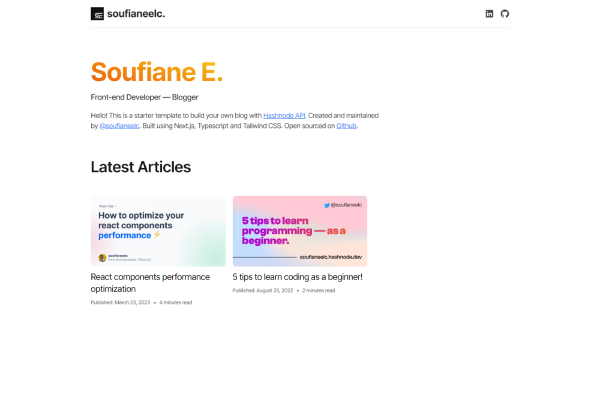 soufianeelc.
Soufiane E.
Front-end Developer — Blogger
Hello! This is a starter template to build your own blog with Hashnode API. Created and maintained
by @soufianeelc. Built using Next.js, Typescript and Tailwind CSS. Open sourced on Github.
Latest Articles
How to optimize your
react components
performance⚡
soufianeelc
@soufianeelc
5 tips to learn
programming — as a
beginner.
soufianeelc.hashnode.dev
React components performance
optimization
Published: March 23, 2023 • 4 minutes read
5 tips to learn coding as a beginner!
Published: August 25, 2022 • 2 minutes read